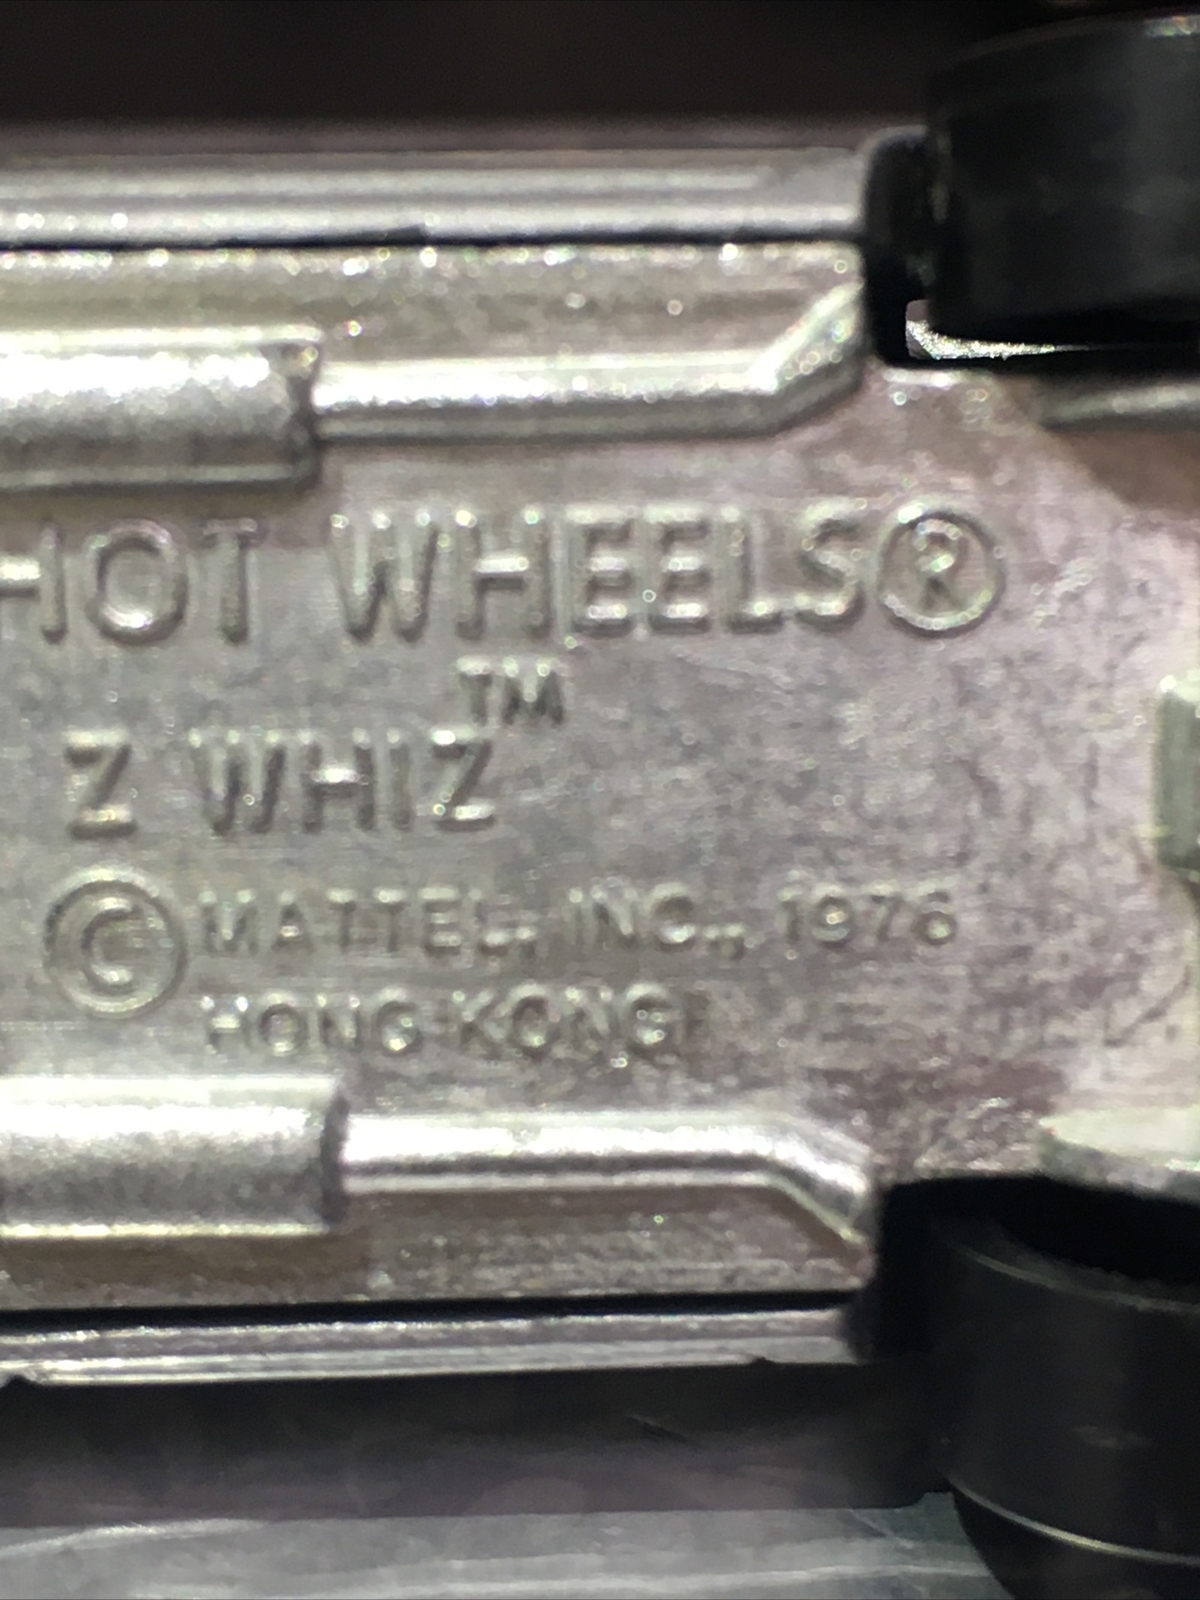 HOT WHEELS®
Z WHIZ™
© MATTEL, INC., 1976
HONG KONG